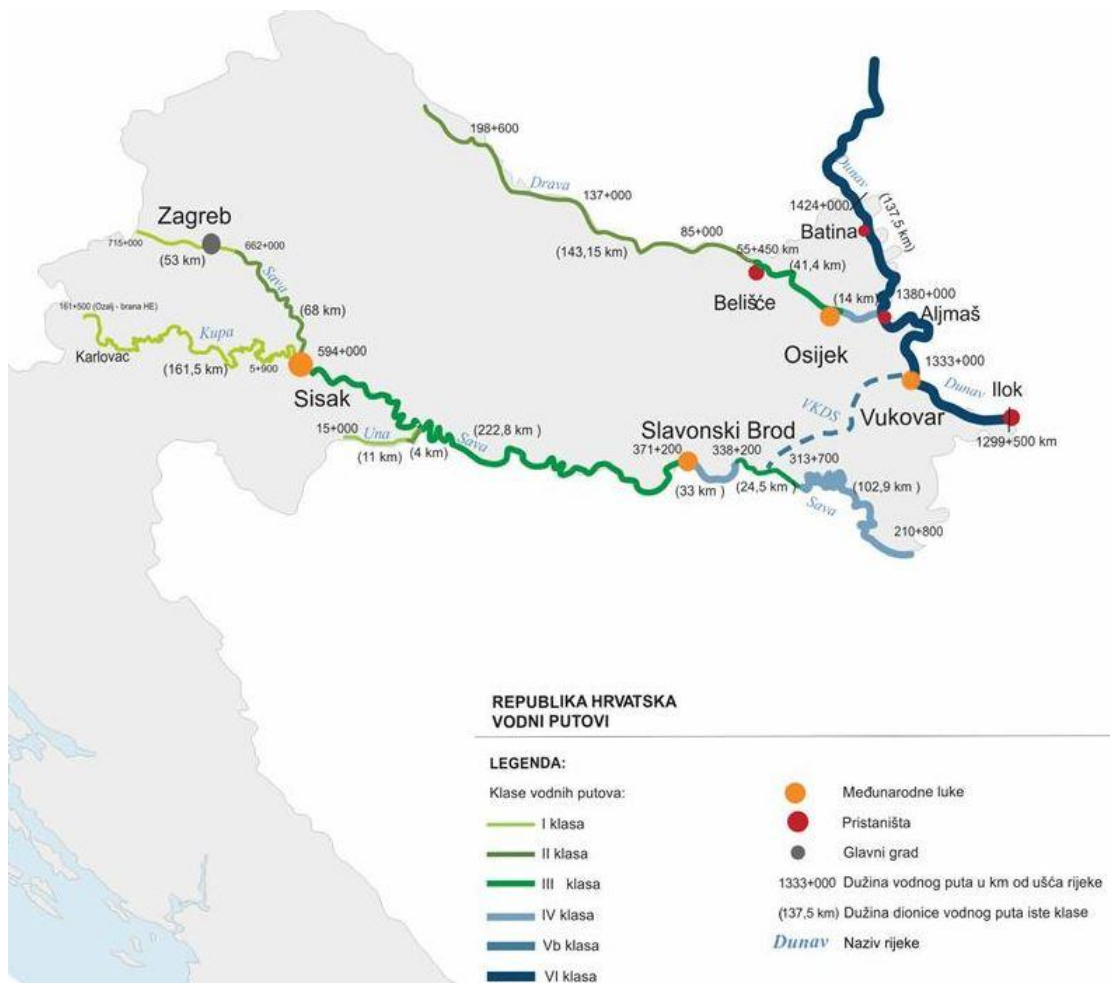 198+600
Drava
137+000
(143,15 km)
85+000
55+450 km
(41,4 km)
Belišće
Osijek
(14 km)
Dunav
1424+000
(137,5 km)
Batina
1380+000
Aljmaš
1333+000
Dunav
Ilok
1299+500 km
Vukovar
VKDS
Zagreb
715+000
(53 km)
662+000
Sava
(68 km)
161+500 (Ozalj - brana HE)
Karlovac
Kupa
(161,5 km)
5+900
594+000
Sisak
15+000
Una
(11 km)
(4 km)
Sava
(222,8 km )
Slavonski Brod
371+200
338+200
(33 km )
(24,5 km )
313+700
Sava
(102,9 km )
210+800
REPUBLIKA HRVATSKA
VODNI PUTOVI
LEGENDA:
Klase vodnih putova:
I klasa
II klasa
III klasa
IV klasa
Vb klasa
VI klasa
Međunarodne luke
Pristaništa
Glavni grad
1333+000 Dužina vodnog puta u km od ušća rijeke
(137,5 km) Dužina dionice vodnog puta iste klase
Dunav Naziv rijeke